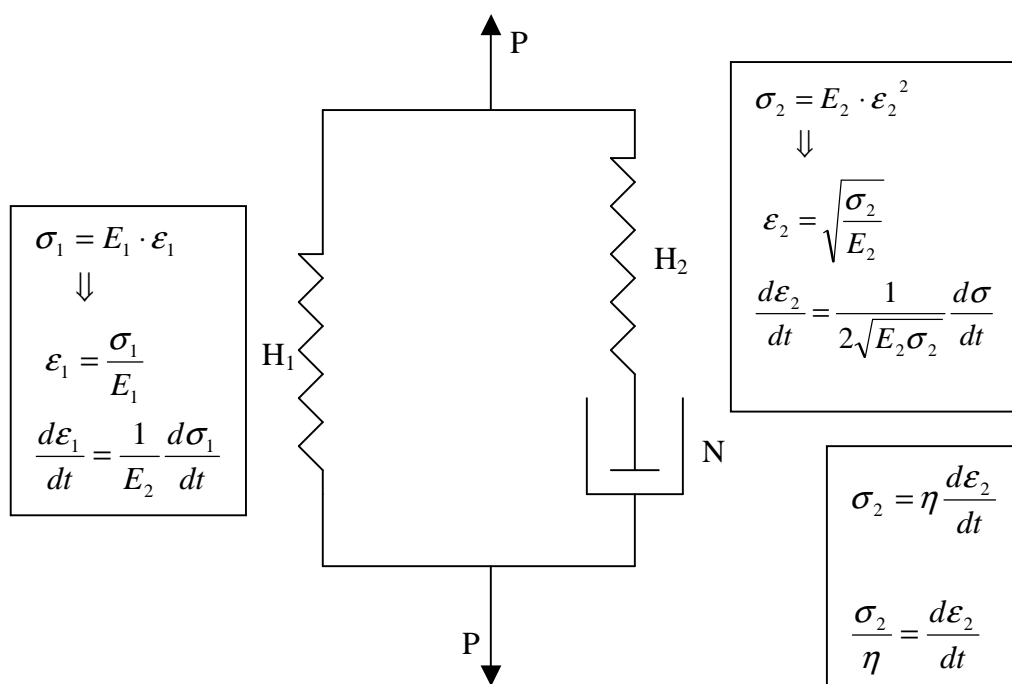 P
σ₂ = E₂ · ε₂²
⇓
ε₂ = √(σ₂/E₂)
dε₂/dt = 1/(2√(E₂σ₂)) dσ/dt
σ₁ = E₁ · ε₁
⇓
ε₁ = σ₁/E₁
dε₁/dt = 1/E₂ dσ₁/dt
H₁
H₂
N
σ₂ = η dε₂/dt
σ₂/η = dε₂/dt
P